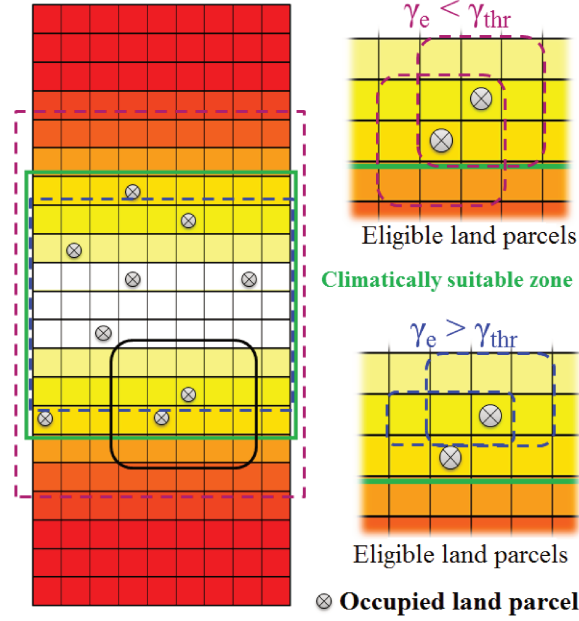 γₑ < γₜₕᵣ
Eligible land parcels
Climatically suitable zone
γₑ > γₜₕᵣ
Eligible land parcels
Occupied land parcel